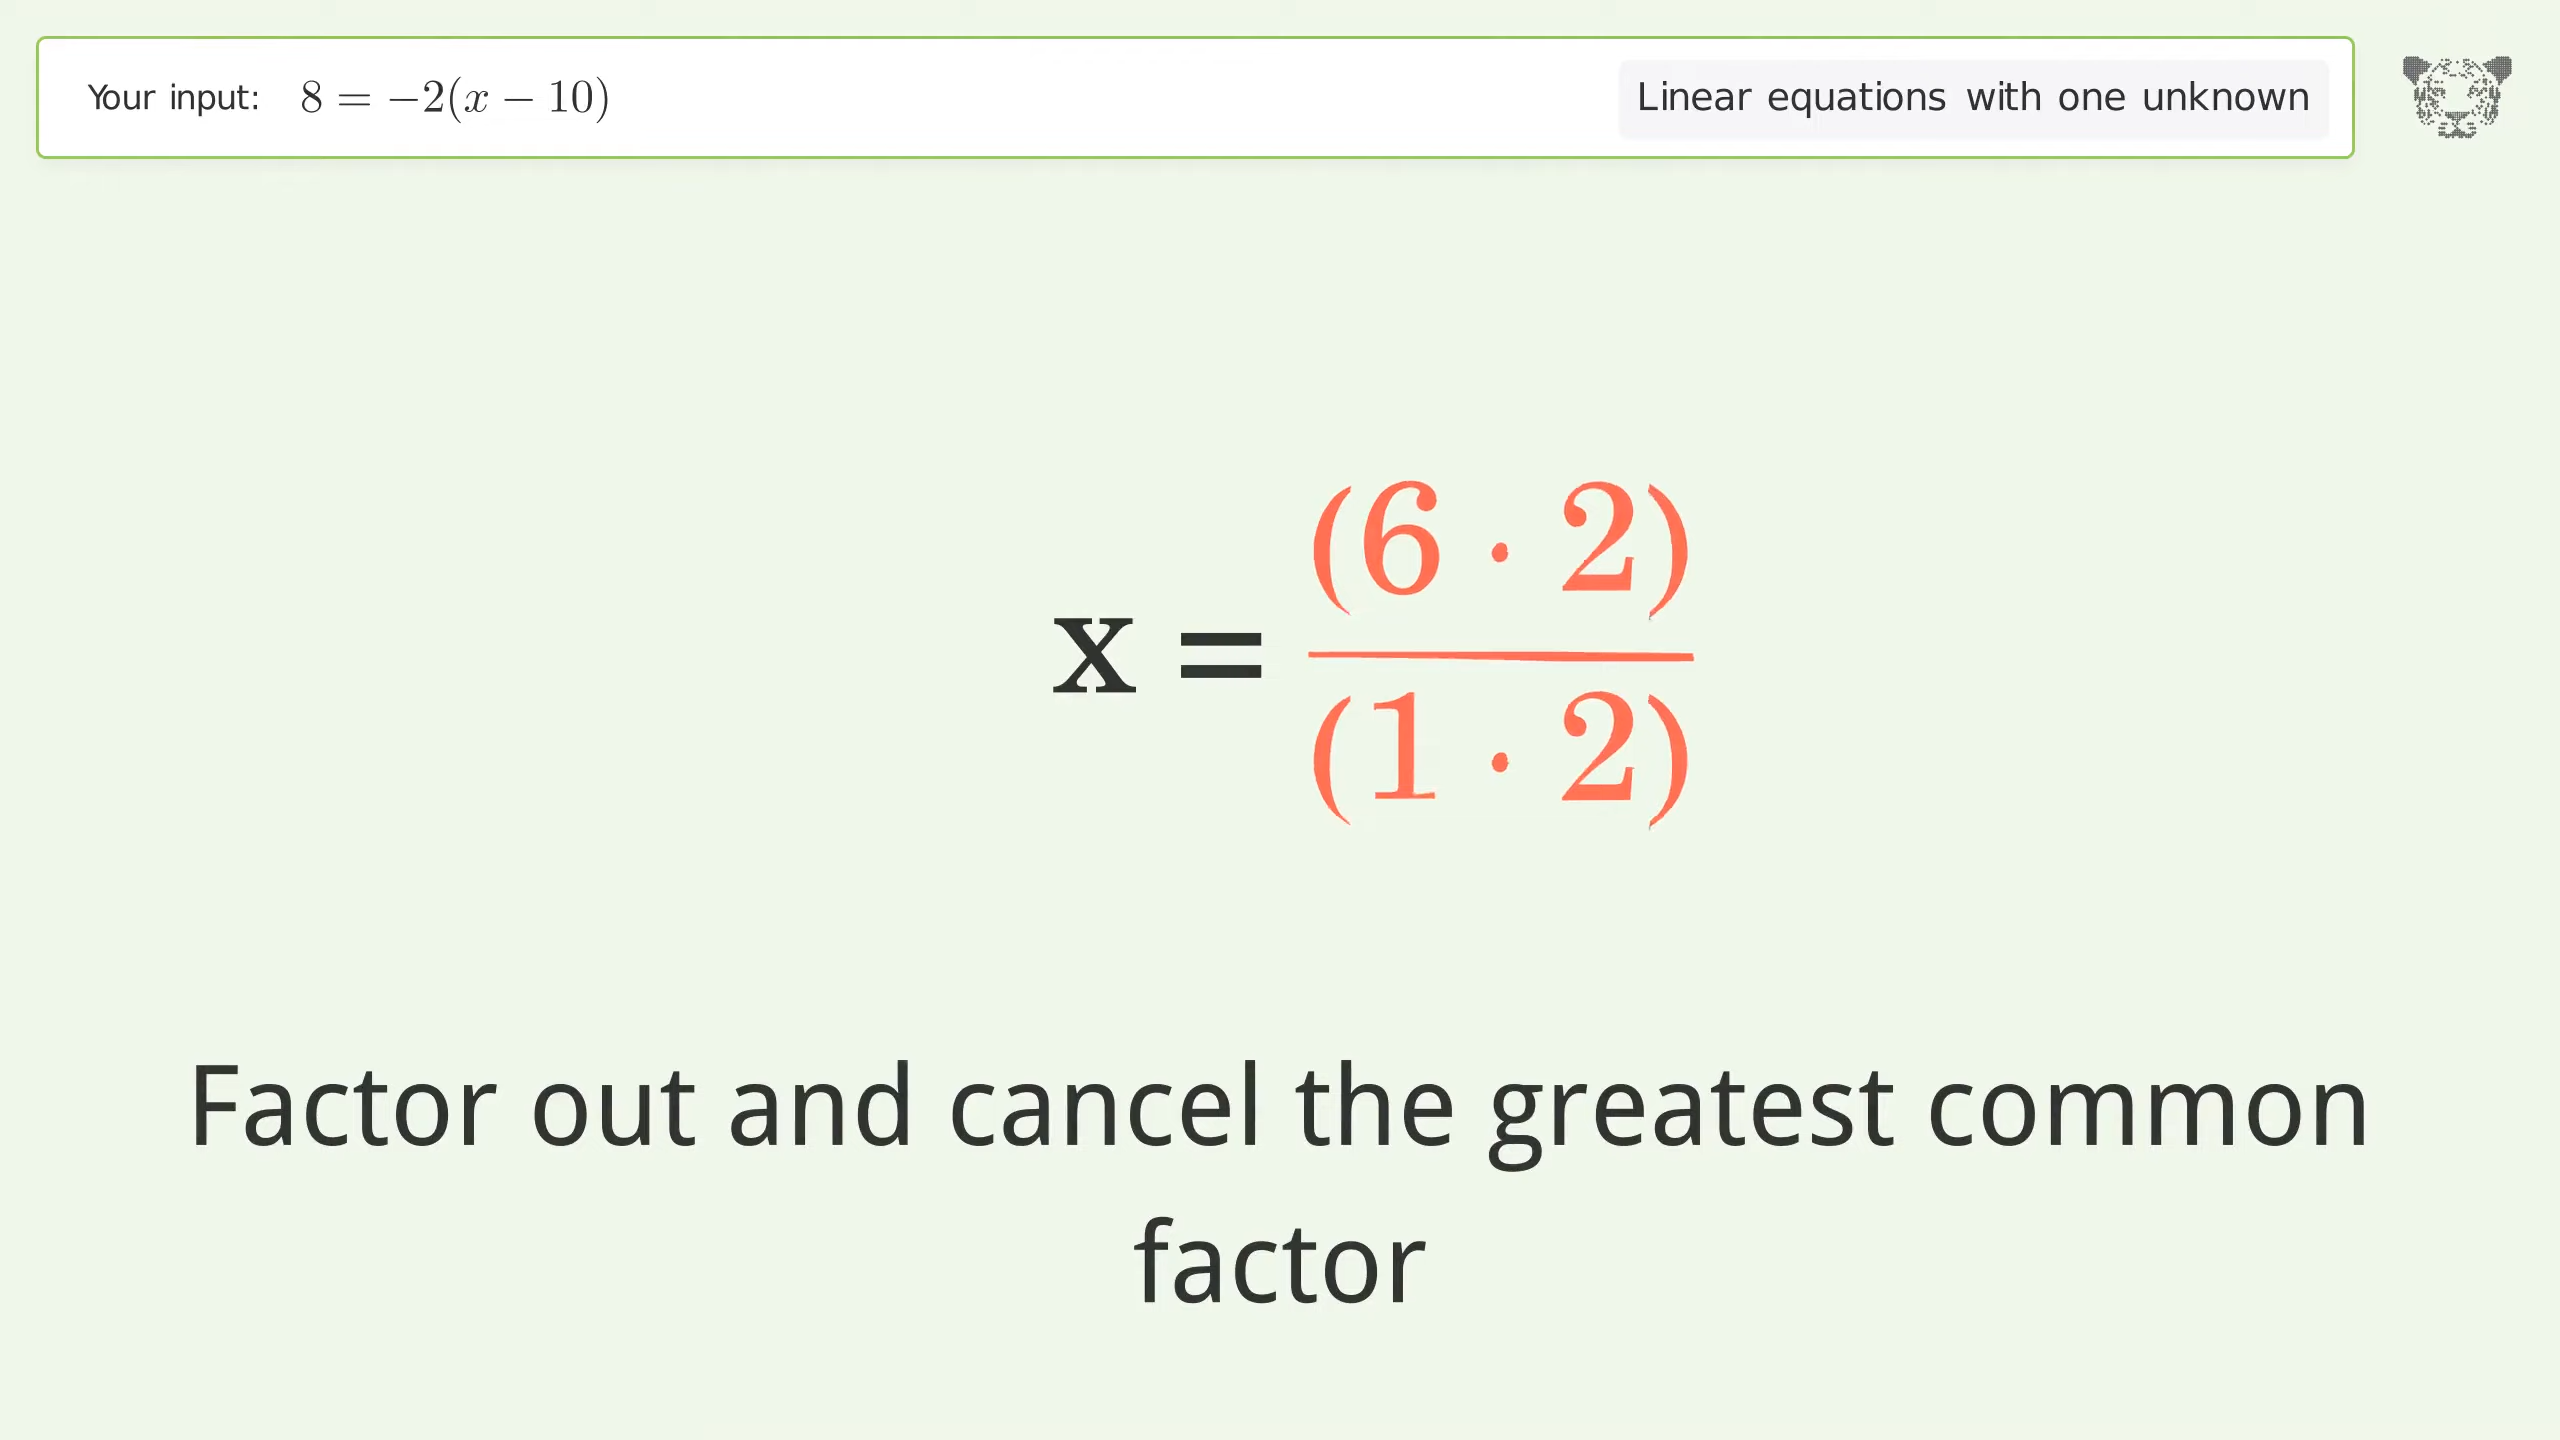 Your input: 8 = −2(x − 10)
Linear equations with one unknown
x = (6 · 2)
(1 · 2)
Factor out and cancel the greatest common
factor